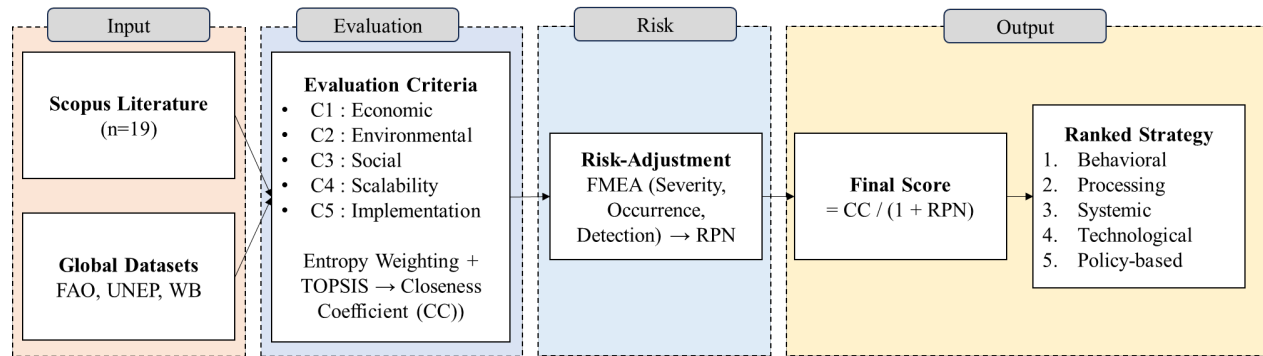 Input
Scopus Literature
(n=19)
Global Datasets
FAO, UNEP, WB
Evaluation
Evaluation Criteria
• C1 : Economic
• C2 : Environmental
• C3 : Social
• C4 : Scalability
• C5 : Implementation
Entropy Weighting +
TOPSIS → Closeness
Coefficient (CC))
Risk
Risk-Adjustment
FMEA (Severity,
Occurrence,
Detection) → RPN
Output
Final Score
= CC / (1 + RPN)
Ranked Strategy
1. Behavioral
2. Processing
3. Systemic
4. Technological
5. Policy-based